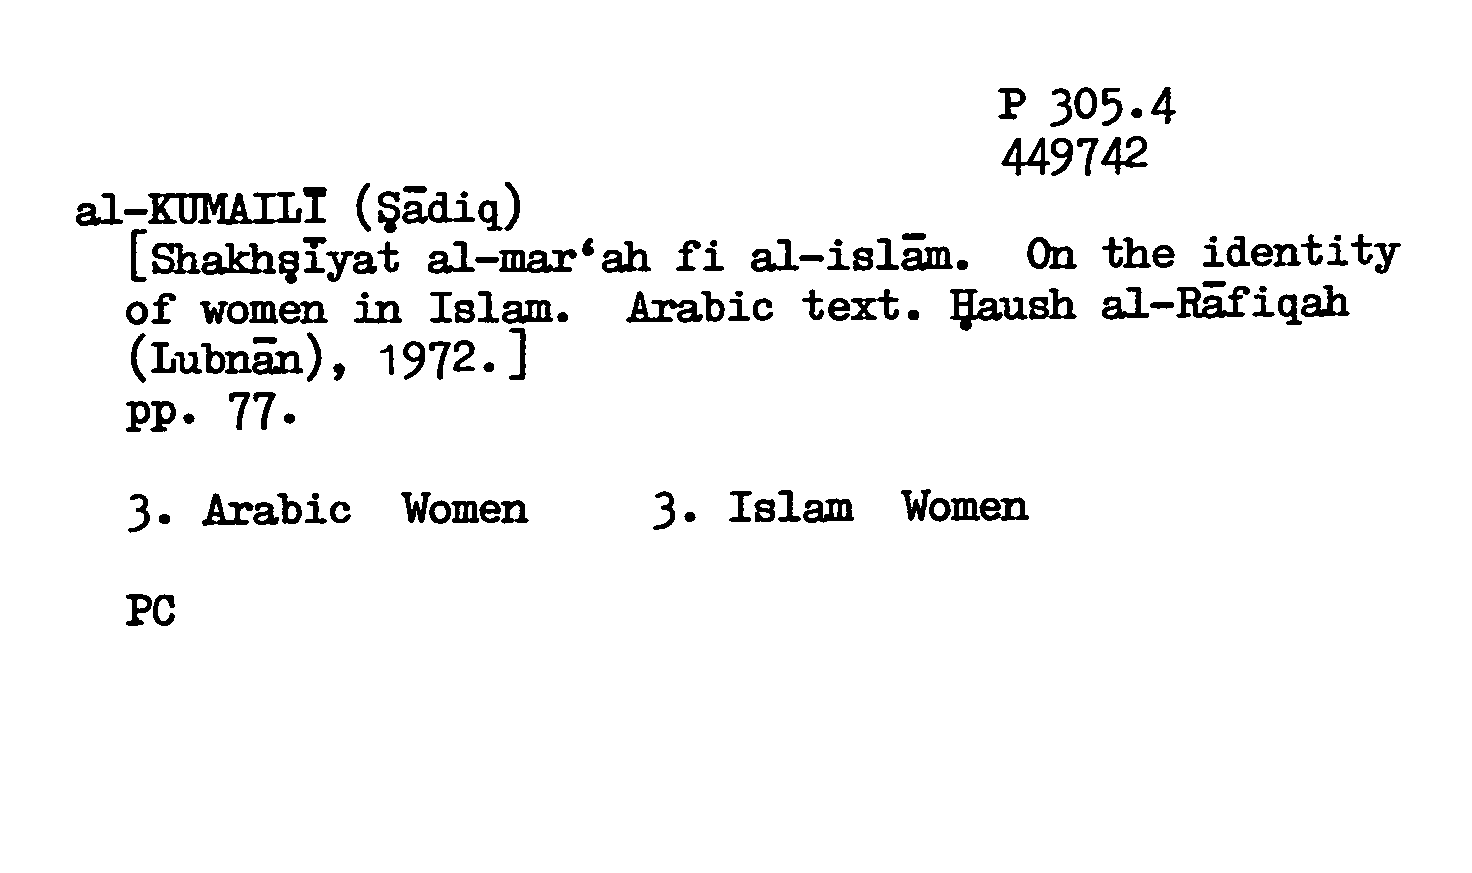 P 305.4
449742
al-KUMAILĪ (Ṣādiq)
[Shakhṣīyat al-mar‘ah fi al-islām. On the identity
of women in Islam. Arabic text. Ḥaush al-Rāfiqah
(Lubnān), 1972.]
pp. 77.
3. Arabic Women 3. Islam Women
PC